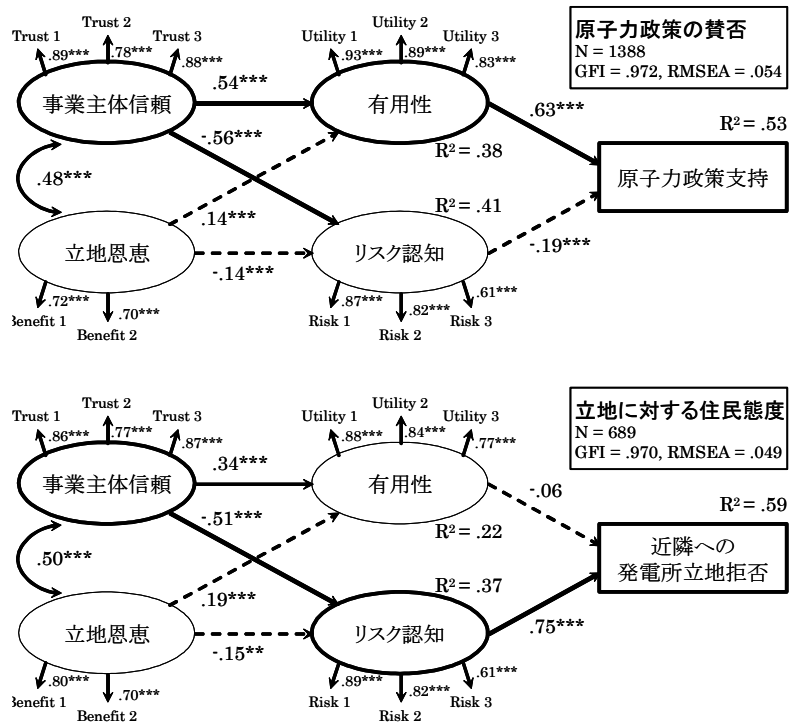 Trust 1
Trust 2
Trust 3
.89***
.78***
.88***
事業主体信頼
Utility 1
Utility 2
Utility 3
.93***
.89***
.83***
有用性
原子力政策の賛否
N = 1388
GFI = .972, RMSEA = .054
.54***
-.56***
.63***
R² = .38
R² = .53
原子力政策支持
.48***
.14***
R² = .41
立地恩恵
-.14***
リスク認知
-.19***
.72***
.70***
Benefit 1
Benefit 2
.87***
.82***
.61***
Risk 1
Risk 2
Risk 3
Trust 1
Trust 2
Trust 3
.86***
.77***
.87***
事業主体信頼
Utility 1
Utility 2
Utility 3
.88***
.84***
.77***
有用性
立地に対する住民態度
N = 689
GFI = .970, RMSEA = .049
.34***
-.51***
-.06
R² = .22
R² = .59
近隣への
発電所立地拒否
.50***
.19***
R² = .37
立地恩恵
-.15**
リスク認知
.75***
.80***
.70***
Benefit 1
Benefit 2
.89***
.82***
.61***
Risk 1
Risk 2
Risk 3